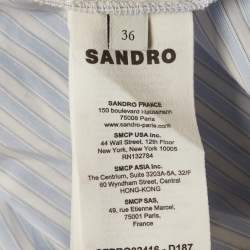 36
SANDRO
SANDRO FRANCE
150 boulevard Haussmann
75008 Paris
www.sandro-paris.com
SMCP USA Inc.
44 Wall Street, 12th Floor
New York, New York 10005
RN132784
SMCP ASIA Inc.
The Centrium, Suite 3203A-5A, 32/F
60 Wyndham Street, Central
HONG-KONG
SMCP SAS,
49, rue Etienne Marcel,
75001 Paris,
France
- D187